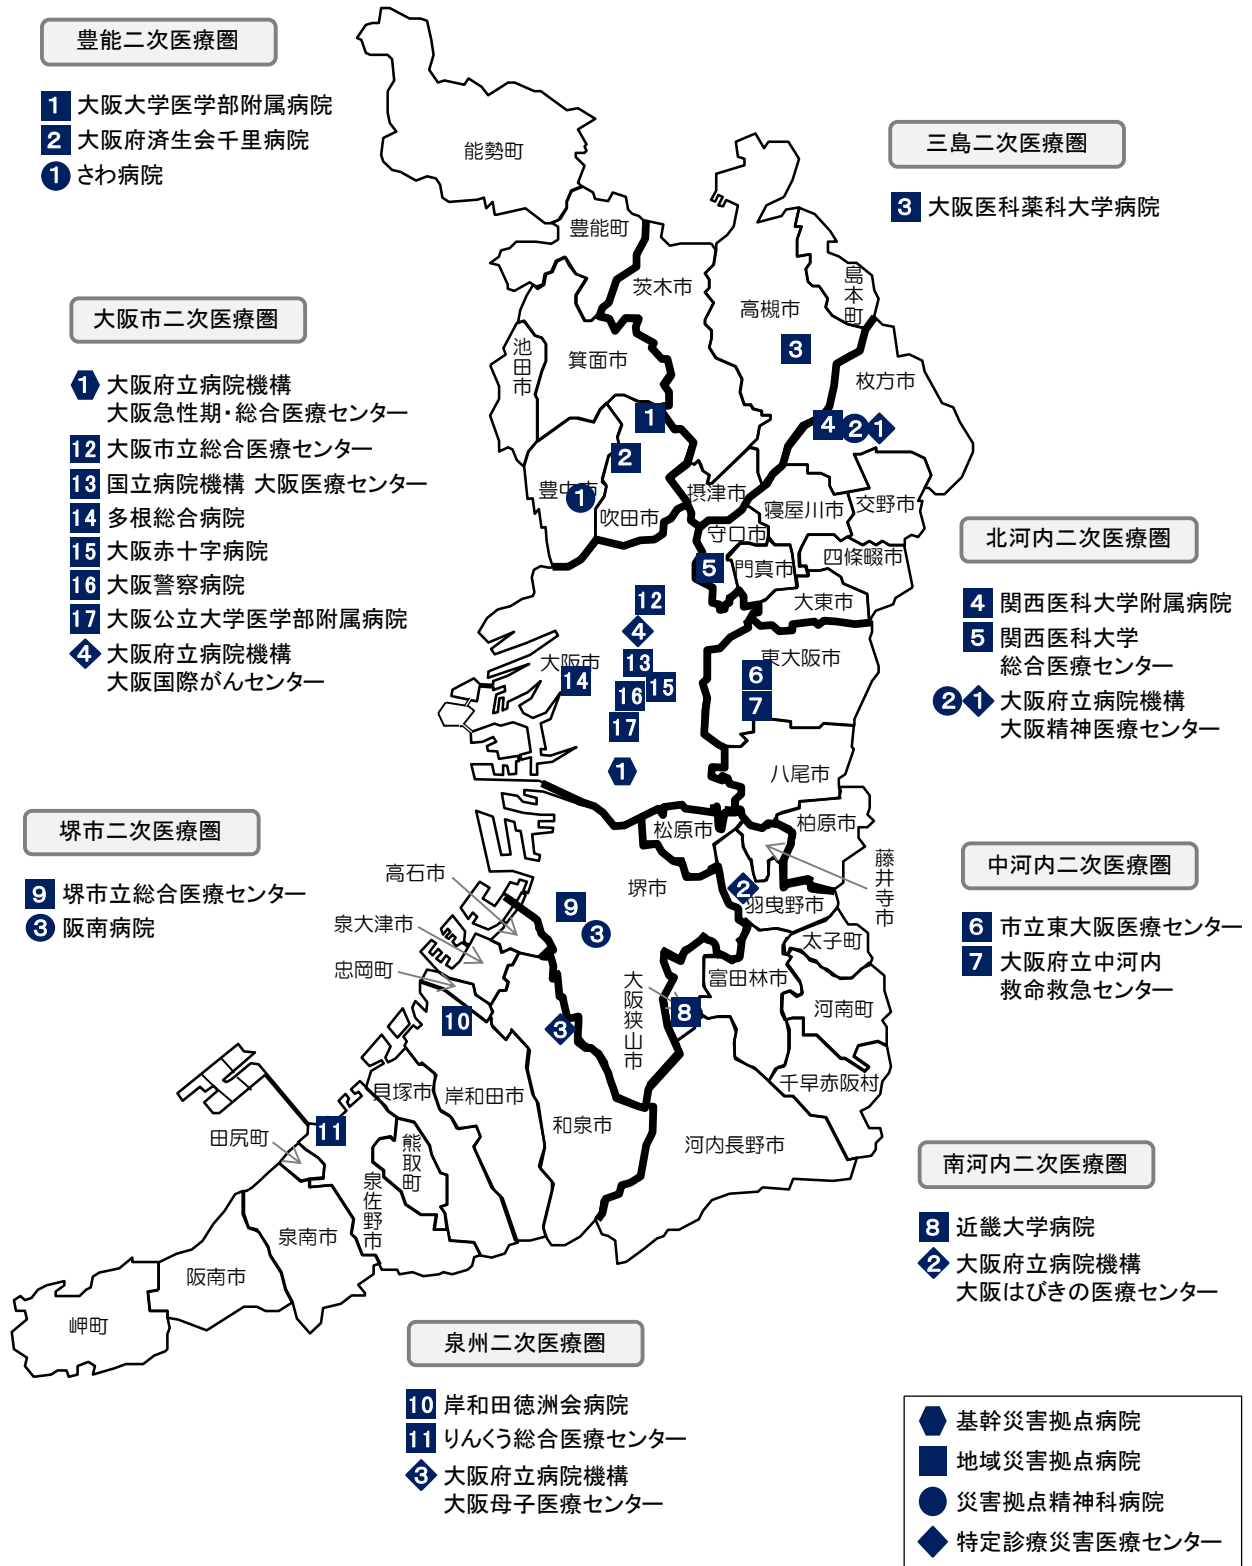 豊能二次医療圏
1 大阪大学医学部附属病院
2 大阪府済生会千里病院
1 さわ病院
三島二次医療圏
3 大阪医科薬科大学病院
大阪市二次医療圏
1 大阪府立病院機構
大阪急性期・総合医療センター
12 大阪市立総合医療センター
13 国立病院機構 大阪医療センター
14 多根総合病院
15 大阪赤十字病院
16 大阪警察病院
17 大阪公立大学医学部附属病院
4 大阪府立病院機構
大阪国際がんセンター
北河内二次医療圏
4 関西医科大学附属病院
5 関西医科大学
総合医療センター
2 1 大阪府立病院機構
大阪精神医療センター
堺市二次医療圏
9 堺市立総合医療センター
3 阪南病院
中河内二次医療圏
6 市立東大阪医療センター
7 大阪府立中河内
救命救急センター
南河内二次医療圏
8 近畿大学病院
2 大阪府立病院機構
大阪はびきの医療センター
泉州二次医療圏
10 岸和田徳洲会病院
11 りんくう総合医療センター
3 大阪府立病院機構
大阪母子医療センター
基幹災害拠点病院
地域災害拠点病院
災害拠点精神科病院
特定診療災害医療センター
能勢町
豊能町
茨木市
高槻市
島本町
3
池田市
箕面市
枚方市
1
4 2 1
2
豊中市
1
吹田市
摂津市
寝屋川市
交野市
守口市
5
門真市
四條畷市
12
大東市
4
大阪市
13
14
15
16
17
1
東大阪市
6
7
八尾市
松原市
柏原市
藤井寺市
高石市
堺市
2
羽曳野市
9
3
泉大津市
太子町
忠岡町
大阪狭山市
富田林市
8
河南町
10
3
千早赤阪村
貝塚市
岸和田市
和泉市
河内長野市
11
田尻町
熊取町
泉佐野市
泉南市
阪南市
岬町